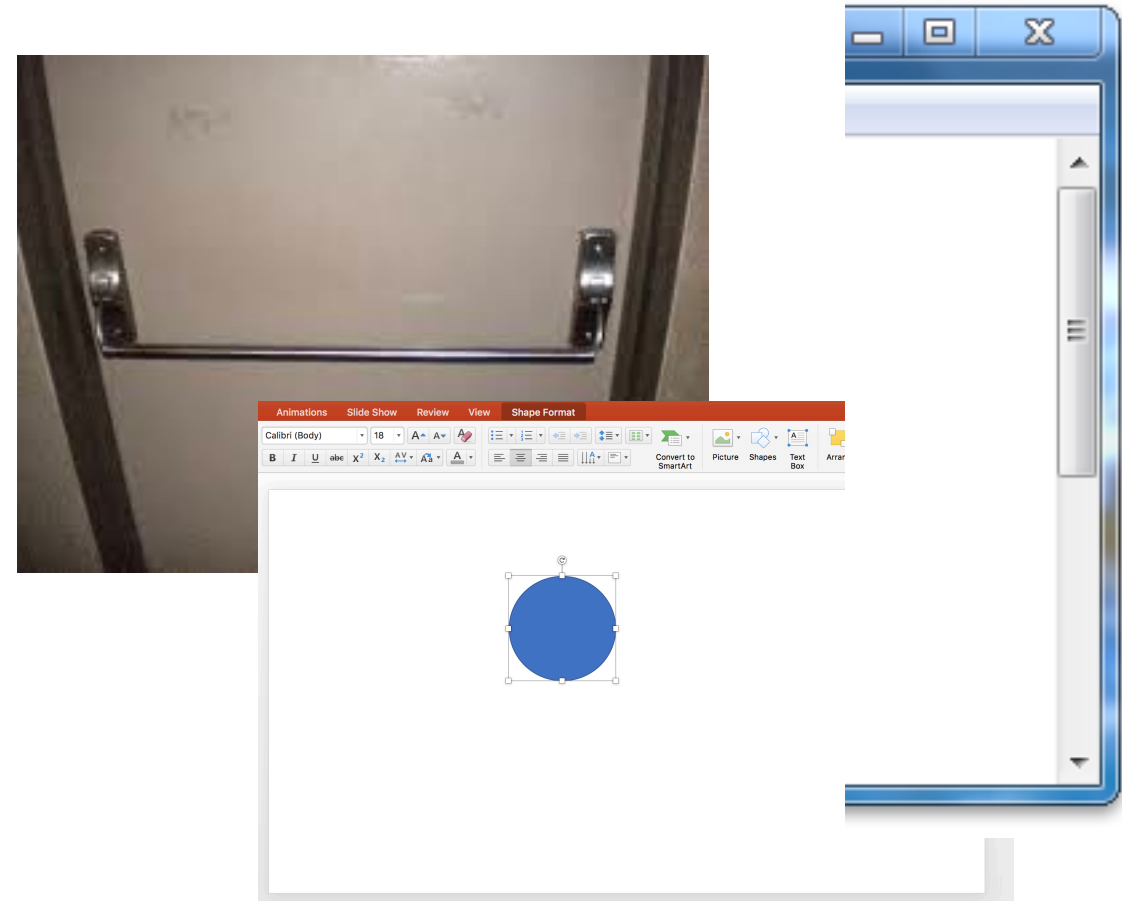 Animations Slide Show Review View Shape Format
Calibri (Body) 18 A A A
B I U abc X² X₂ AV Aa A
Convert to
SmartArt
Picture Shapes Text
Box
Arran
A